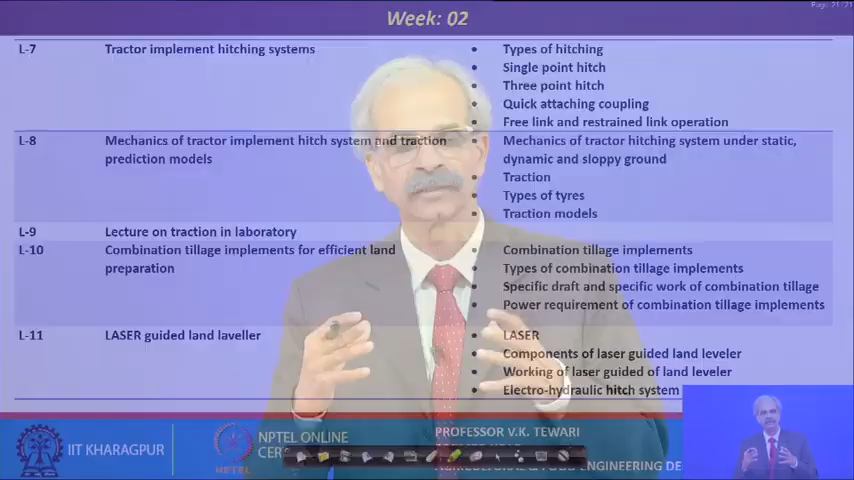 Week: 02
L-7 Tractor implement hitching systems • Types of hitching
• Single point hitch
• Three point hitch
• Quick attaching coupling
• Free link and restrained link operation
L-8 Mechanics of tractor implement hitch system and traction • Mechanics of tractor hitching system under static,
prediction models dynamic and sloppy ground
• Traction
• Types of tyres
• Traction models
L-9 Lecture on traction in laboratory
L-10 Combination tillage implements for efficient land • Combination tillage implements
preparation • Types of combination tillage implements
• Specific draft and specific work of combination tillage
• Power requirement of combination tillage implements
L-11 LASER guided land laveller • LASER
• Components of laser guided land leveler
• Working of laser guided of land leveler
• Electro-hydraulic hitch system
IIT KHARAGPUR
NPTEL
NPTEL ONLINE
PROFESSOR V.K. TEWARI
& FOOD ENGINEERING DE